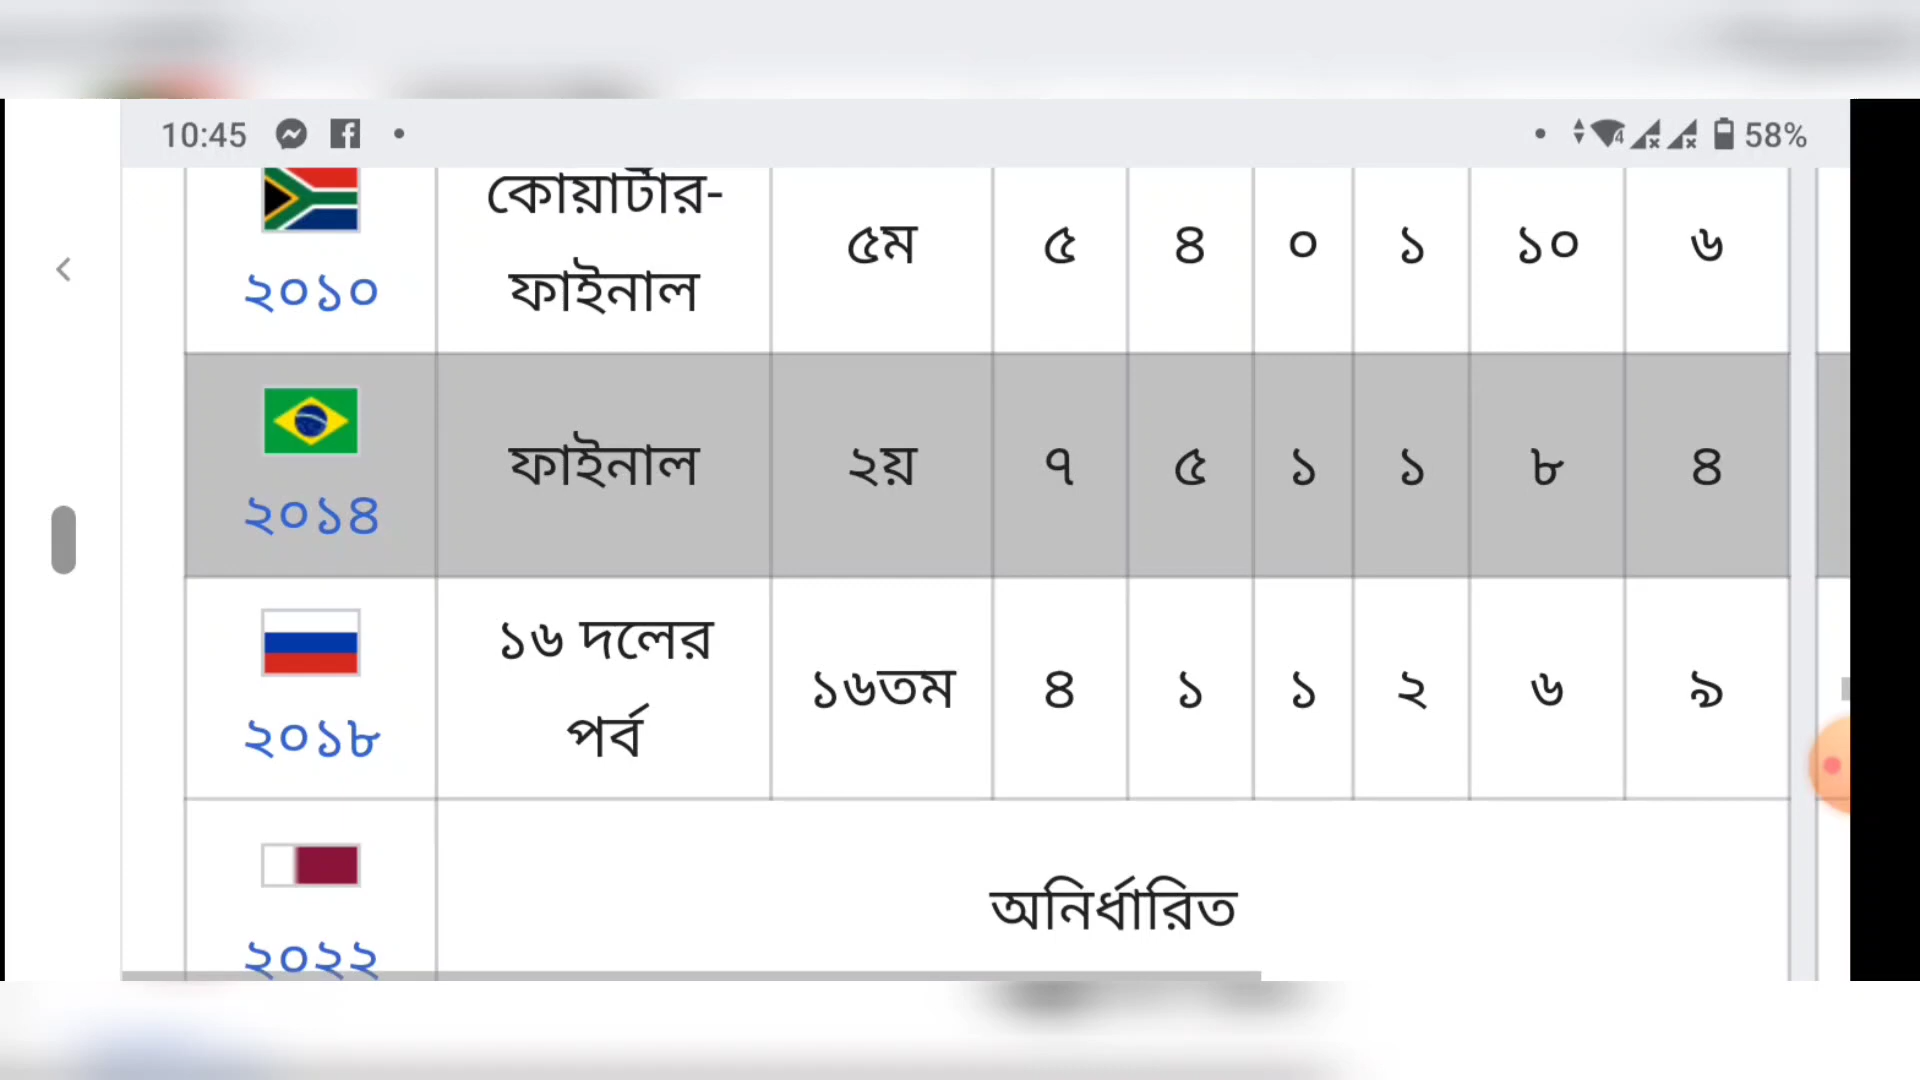 10:45 58%
কোয়ার্টার-
ফাইনাল
২০১০ ৫ম ৫ ৪ ০ ১ ১০ ৬
ফাইনাল ২য় ৭ ৫ ১ ১ ৮ ৪
২০১৪
১৬ দলের
পর্ব
২০১৮ ১৬তম ৪ ১ ১ ২ ৬ ৯
অনির্ধারিত
২০২২